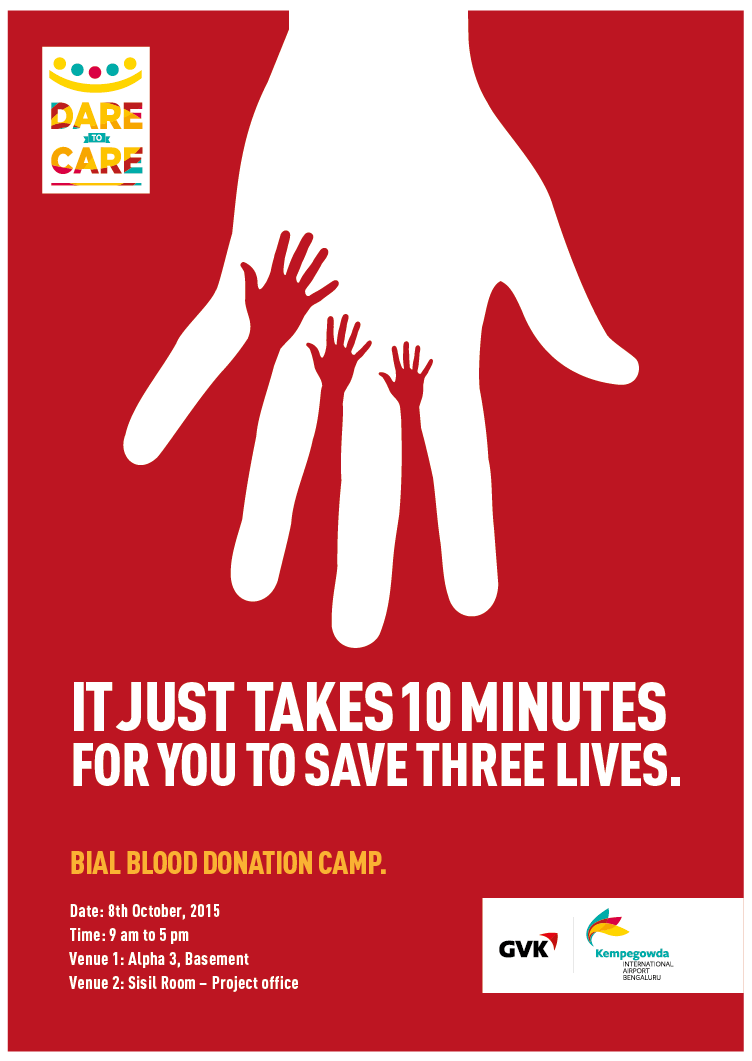 DARE
TO
CARE
IT JUST TAKES 10 MINUTES
FOR YOU TO SAVE THREE LIVES.
BIAL BLOOD DONATION CAMP.
Date: 8th October, 2015
Time: 9 am to 5 pm
Venue 1: Alpha 3, Basement
Venue 2: Sisil Room – Project office
GVK
Kempegowda
INTERNATIONAL
AIRPORT
BENGALURU